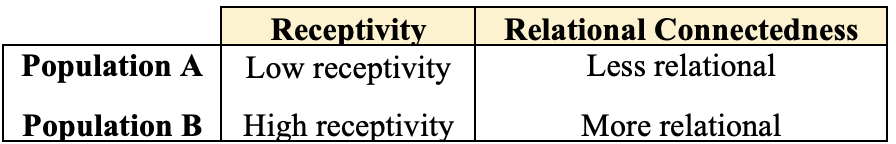 Receptivity Relational Connectedness
Population A Low receptivity Less relational
Population B High receptivity More relational